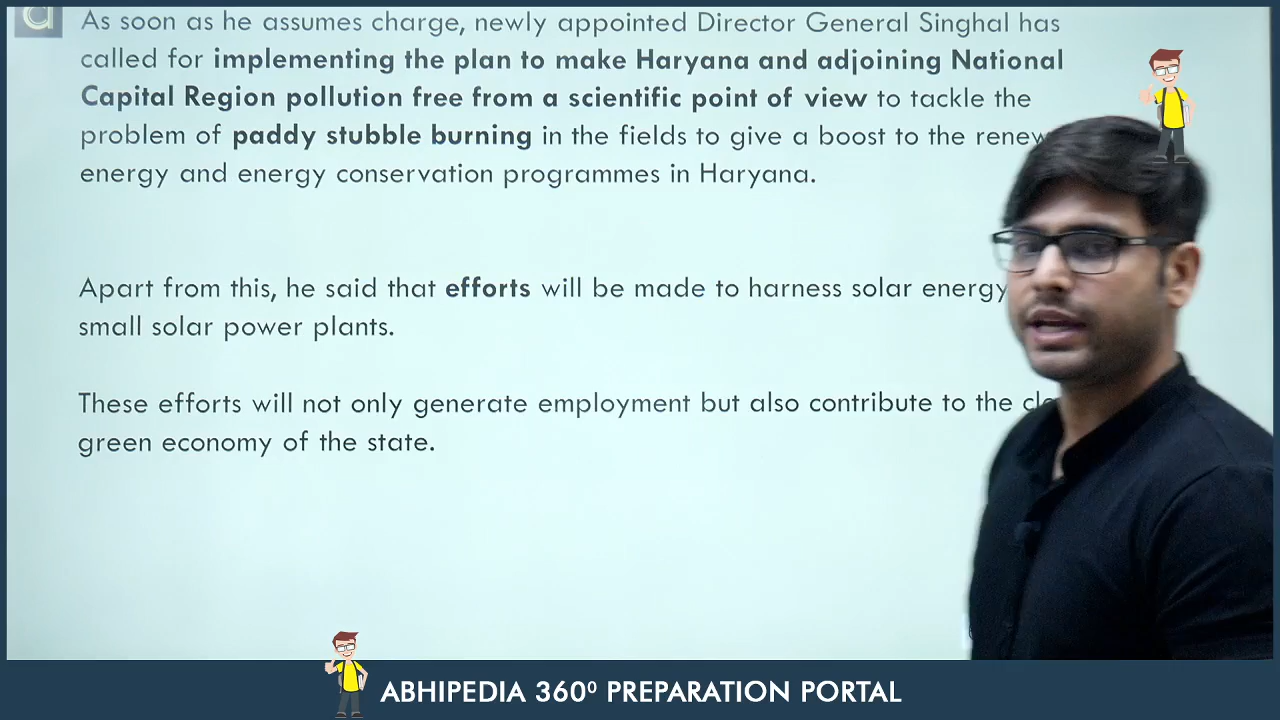 a
As soon as he assumes charge, newly appointed Director General Singhal has
called for implementing the plan to make Haryana and adjoining National
Capital Region pollution free from a scientific point of view to tackle the
problem of paddy stubble burning in the fields to give a boost to the
energy and energy conservation programmes in Haryana.
Apart from this, he said that efforts will be made to harness solar energy
small solar power plants.
These efforts will not only generate employment but also contribute to the
green economy of the state.
ABHIPEDIA 360⁰ PREPARATION PORTAL